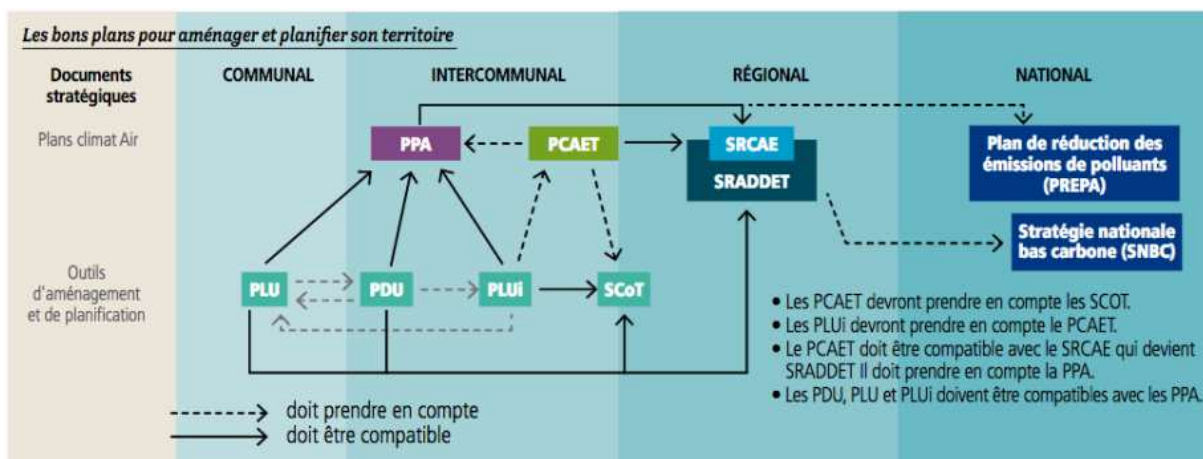 Les bons plans pour aménager et planifier son territoire
Documents
stratégiques
COMMUNAL
INTERCOMMUNAL
RÉGIONAL
NATIONAL
Plans climat Air
PPA
PCAET
SRCAE
SRADDET
Plan de réduction des
émissions de polluants
(PREPA)
Stratégie nationale
bas carbone (SNBC)
Outils
d'aménagement
et de planification
PLU
PDU
PLUi
SCoT
• Les PCAET devront prendre en compte les SCOT.
• Les PLUi devront prendre en compte le PCAET.
• Le PCAET doit être compatible avec le SRCAE qui devient
SRADDET Il doit prendre en compte la PPA.
• Les PDU, PLU et PLUi doivent être compatibles avec les PPA.
doit prendre en compte
doit être compatible